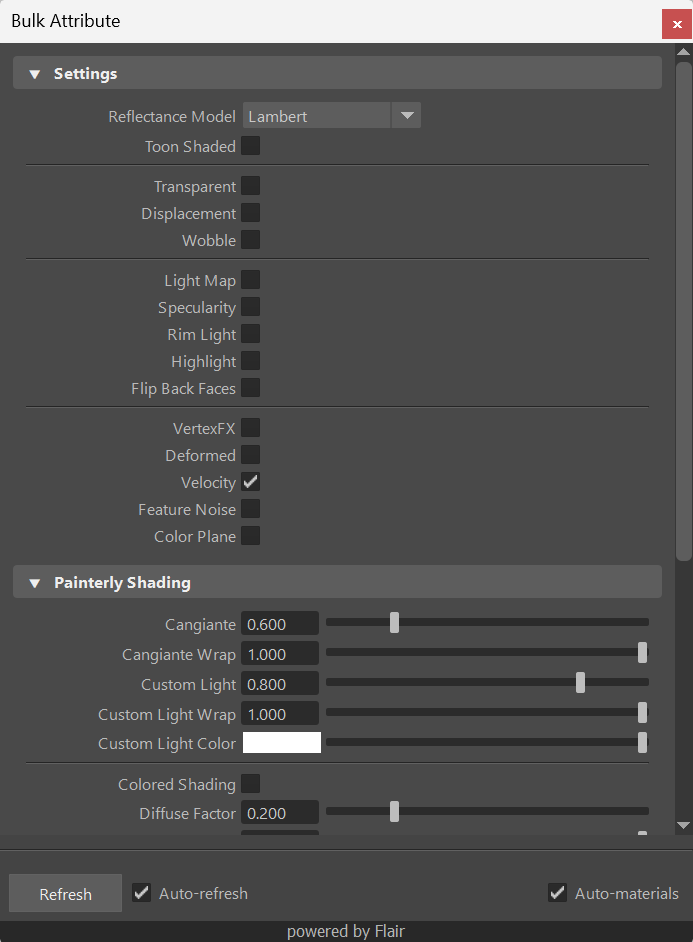 Bulk Attribute
Settings
Reflectance Model Lambert
Toon Shaded
Transparent
Displacement
Wobble
Light Map
Specularity
Rim Light
Highlight
Flip Back Faces
VertexFX
Deformed
Velocity
Feature Noise
Color Plane
Painterly Shading
Cangiante 0.600
Cangiante Wrap 1.000
Custom Light 0.800
Custom Light Wrap 1.000
Custom Light Color
Colored Shading
Diffuse Factor 0.200
Refresh Auto-refresh Auto-materials
powered by Flair